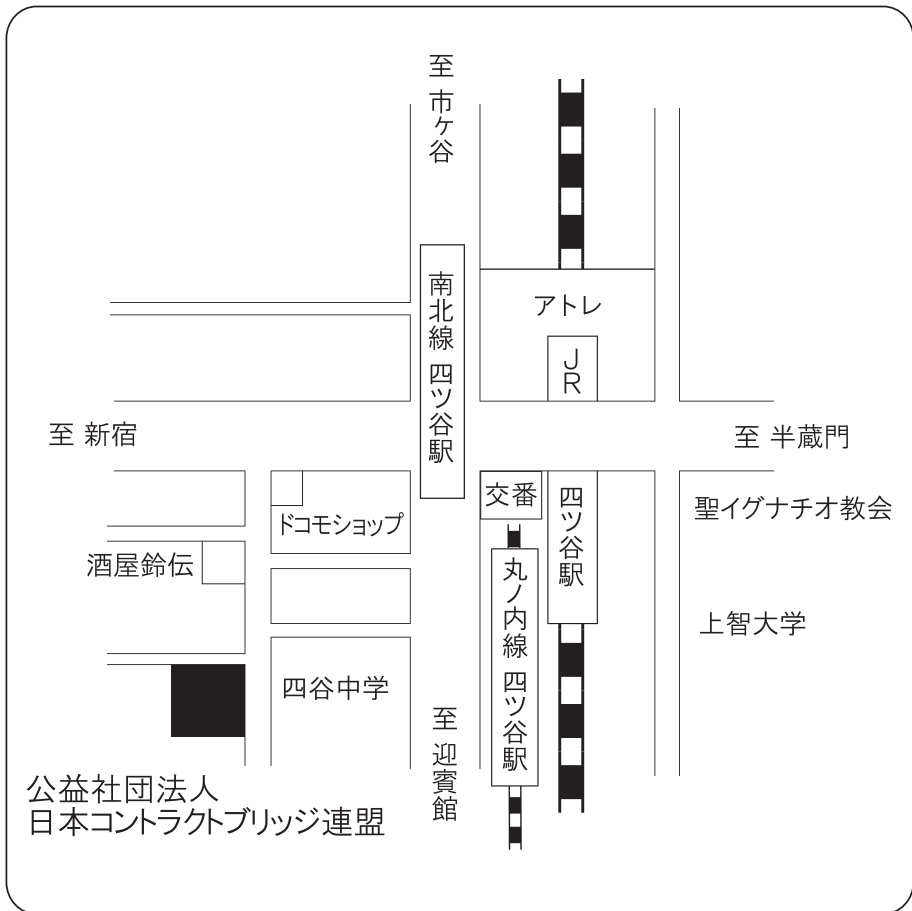 至 市ヶ谷
アトレ
南北線 四ツ谷駅
JR
至 新宿
至 半蔵門
交番
四ツ谷駅
聖イグナチオ教会
ドコモショップ
酒屋鈴伝
丸ノ内線 四ツ谷駅
上智大学
四谷中学
至 迎賓館
公益社団法人
日本コントラクトブリッジ連盟